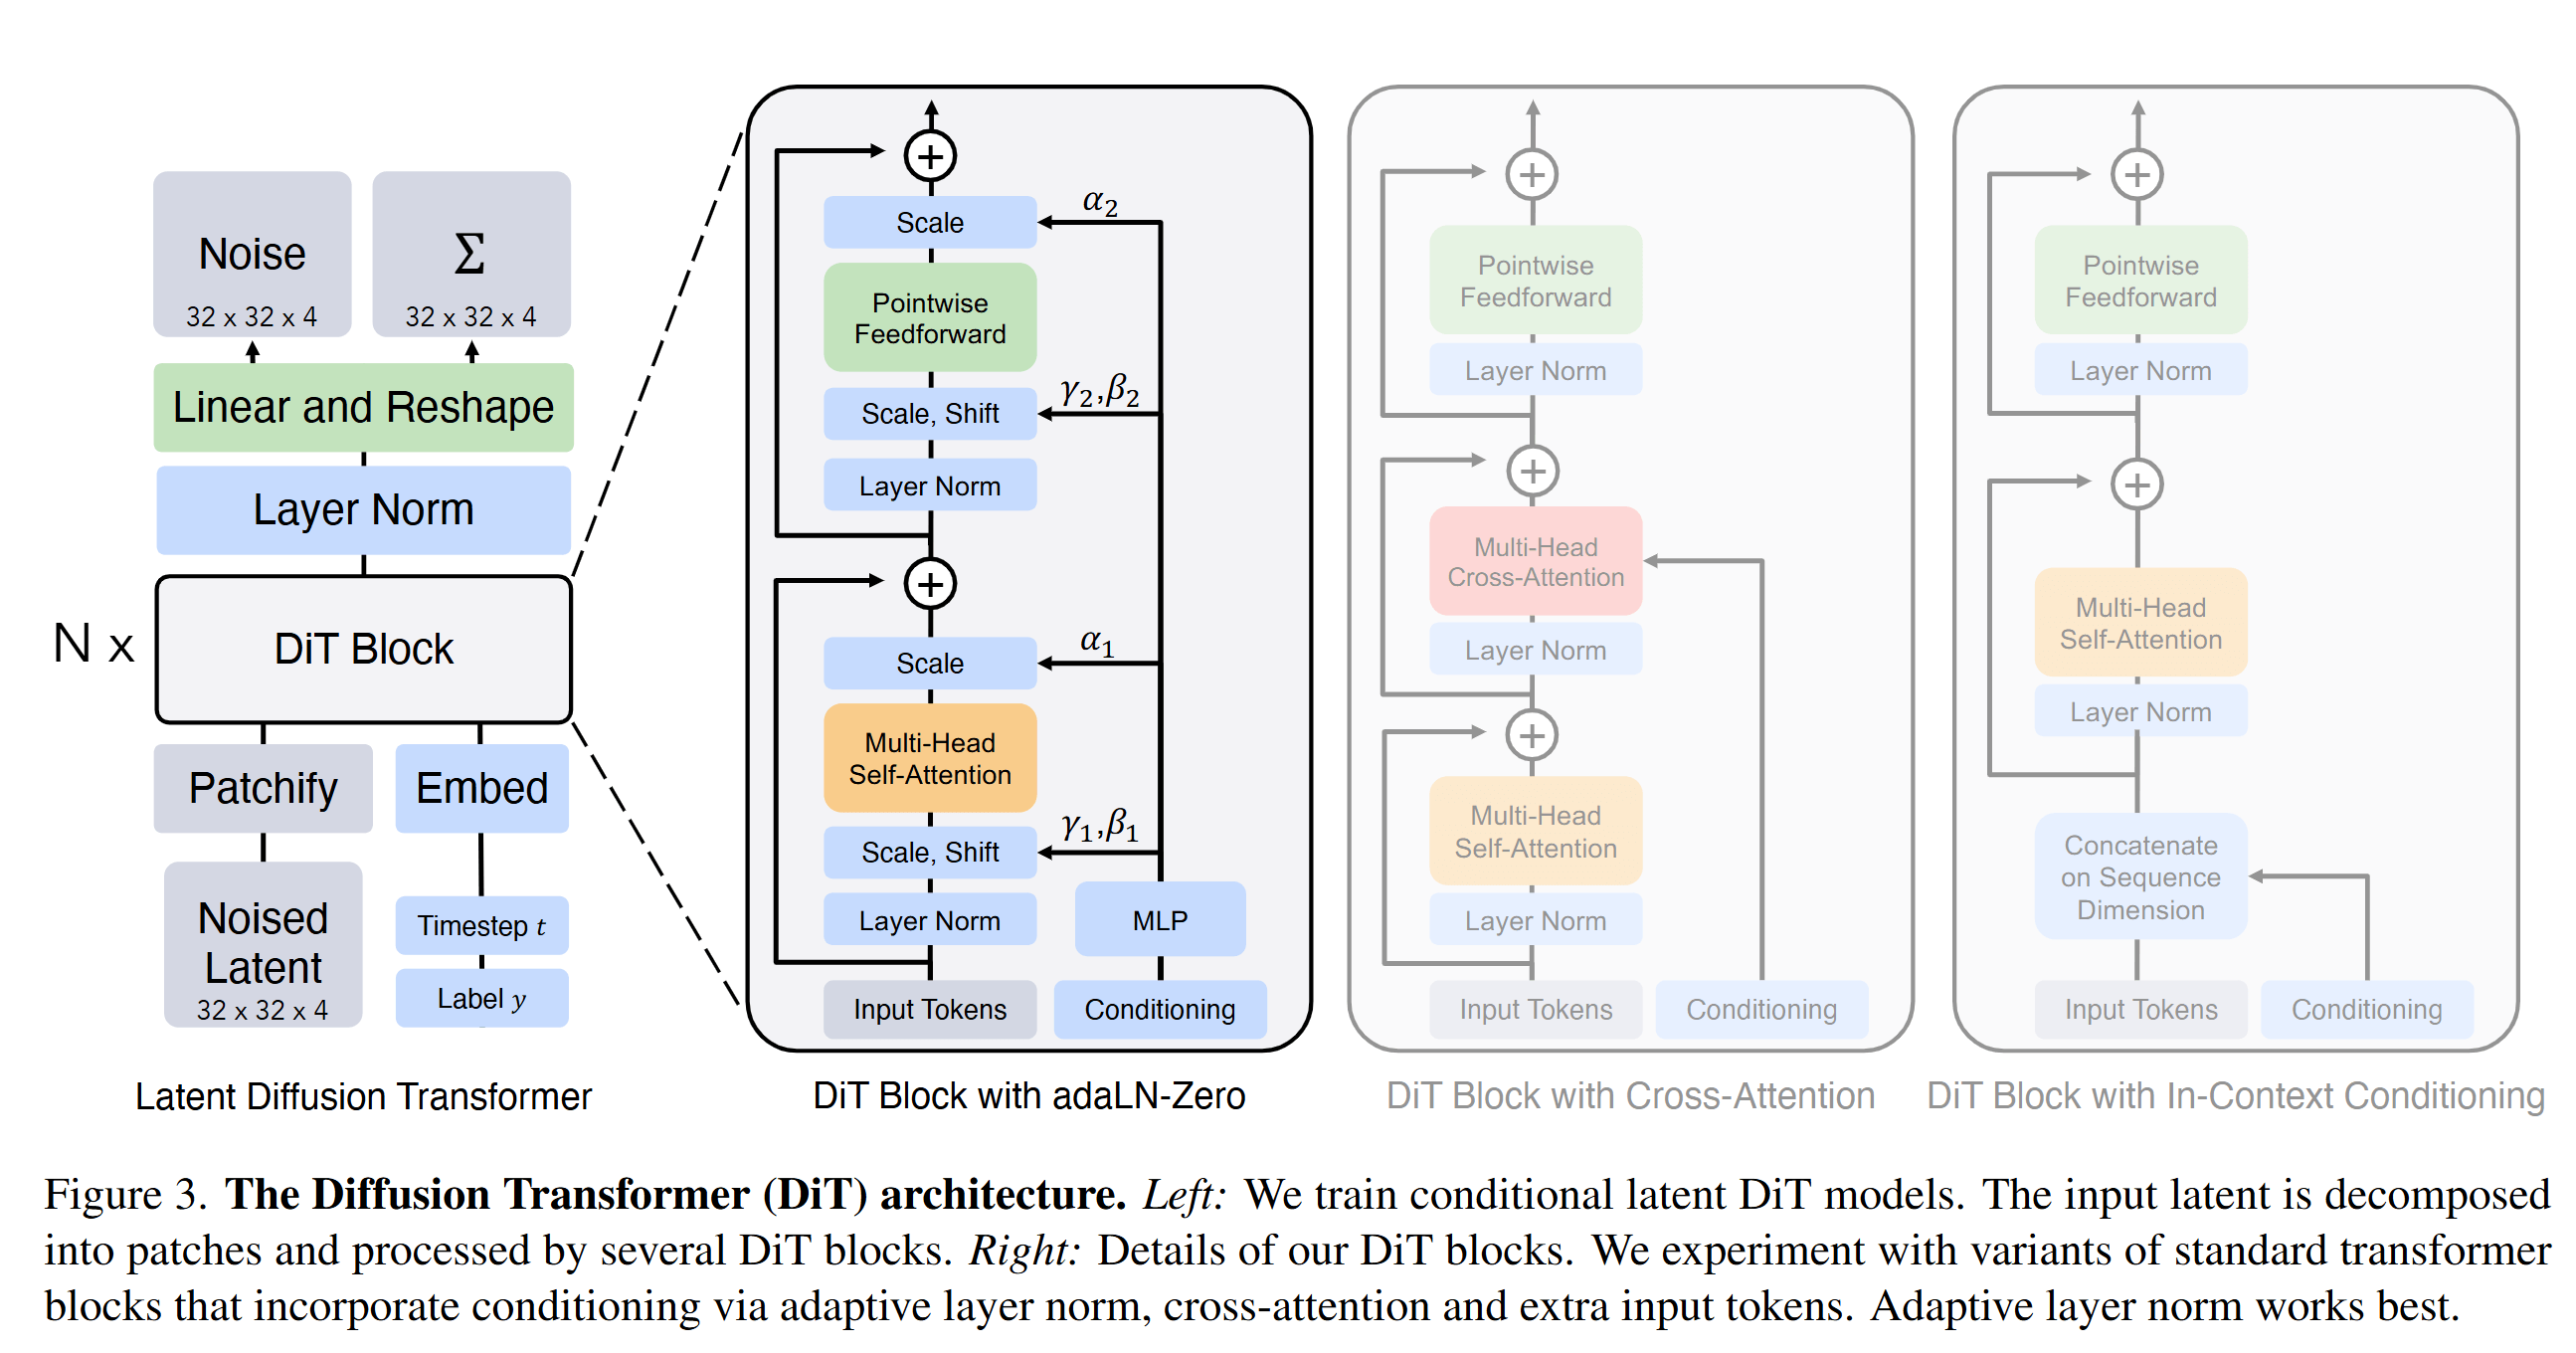 Noise
32 x 32 x 4
Σ
32 x 32 x 4
Linear and Reshape
Layer Norm
N x
DiT Block
Patchify
Embed
Noised
Latent
32 x 32 x 4
Timestep t
Label y
Latent Diffusion Transformer
+
Scale
α₂
Pointwise
Feedforward
Scale, Shift
γ₂,β₂
Layer Norm
+
Scale
α₁
Multi-Head
Self-Attention
Scale, Shift
γ₁,β₁
Layer Norm
MLP
Input Tokens
Conditioning
DiT Block with adaLN-Zero
+
Pointwise
Feedforward
Layer Norm
+
Multi-Head
Cross-Attention
Layer Norm
+
Multi-Head
Self-Attention
Layer Norm
Input Tokens
Conditioning
DiT Block with Cross-Attention
+
Pointwise
Feedforward
Layer Norm
+
Multi-Head
Self-Attention
Layer Norm
Concatenate
on Sequence
Dimension
Input Tokens
Conditioning
DiT Block with In-Context Conditioning
Figure 3. The Diffusion Transformer (DiT) architecture. Left: We train conditional latent DiT models. The input latent is decomposed
into patches and processed by several DiT blocks. Right: Details of our DiT blocks. We experiment with variants of standard transformer
blocks that incorporate conditioning via adaptive layer norm, cross-attention and extra input tokens. Adaptive layer norm works best.